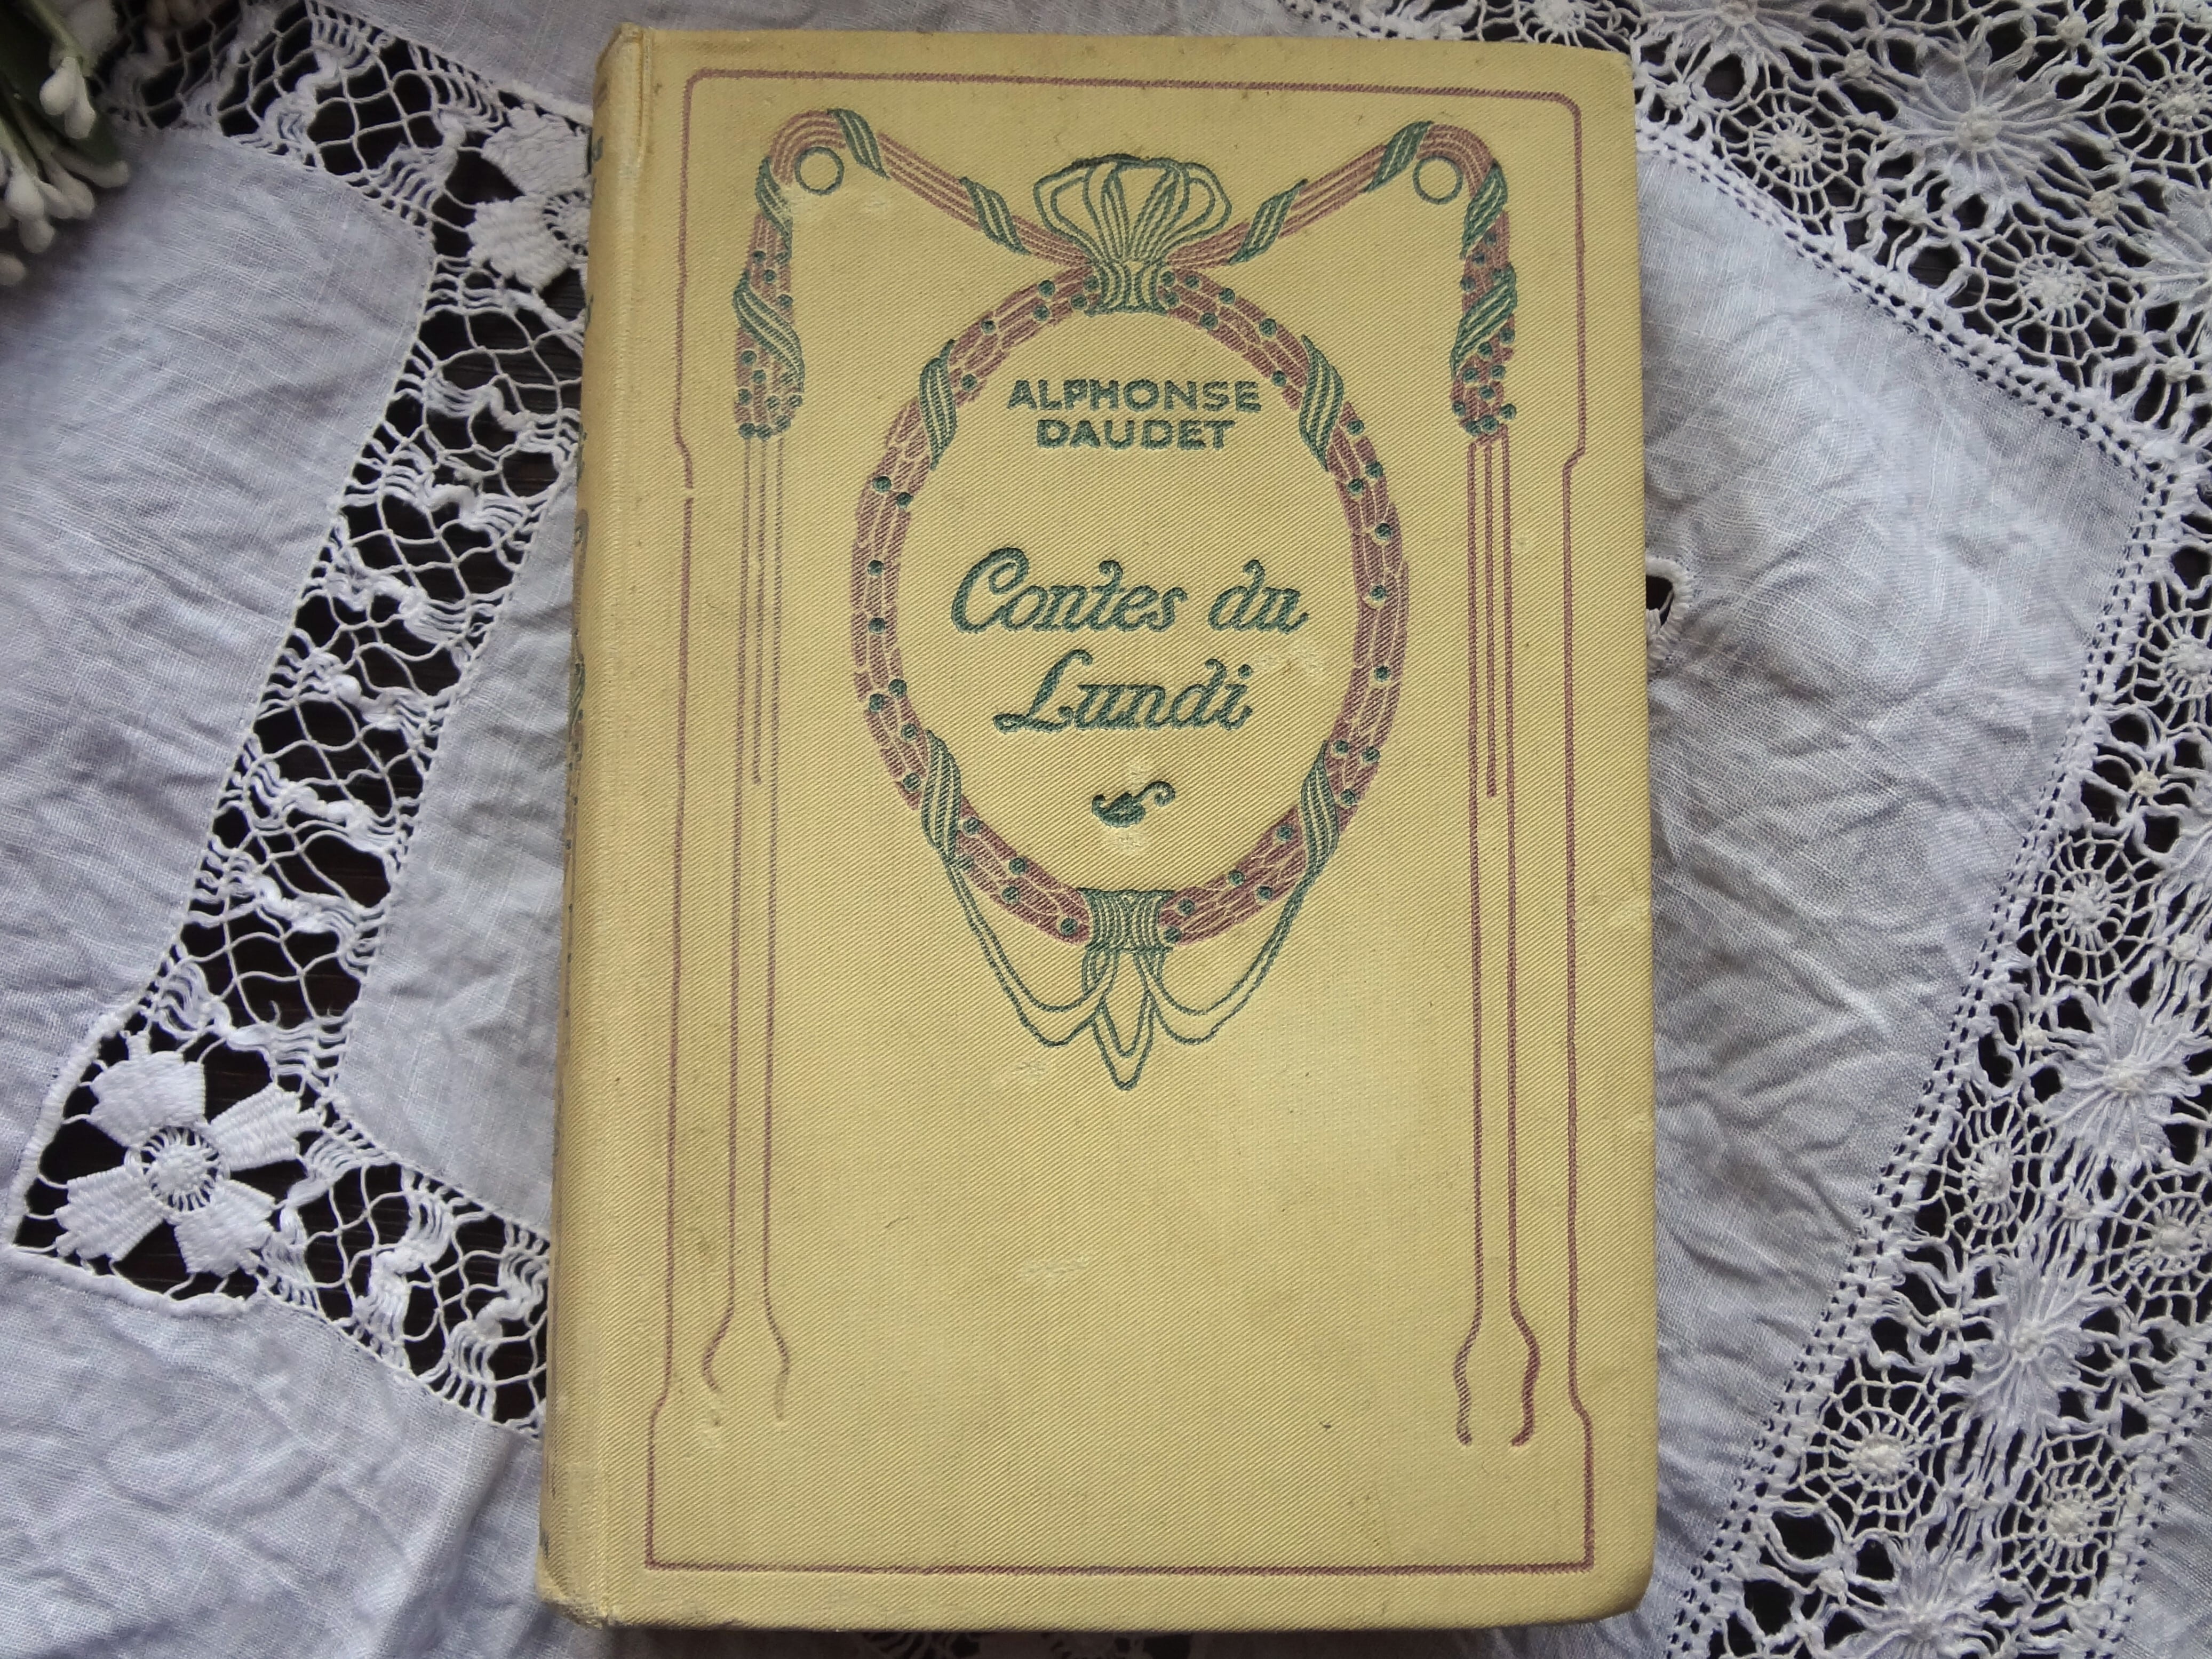 ALPHONSE
DAUDET
Contes du
Lundi